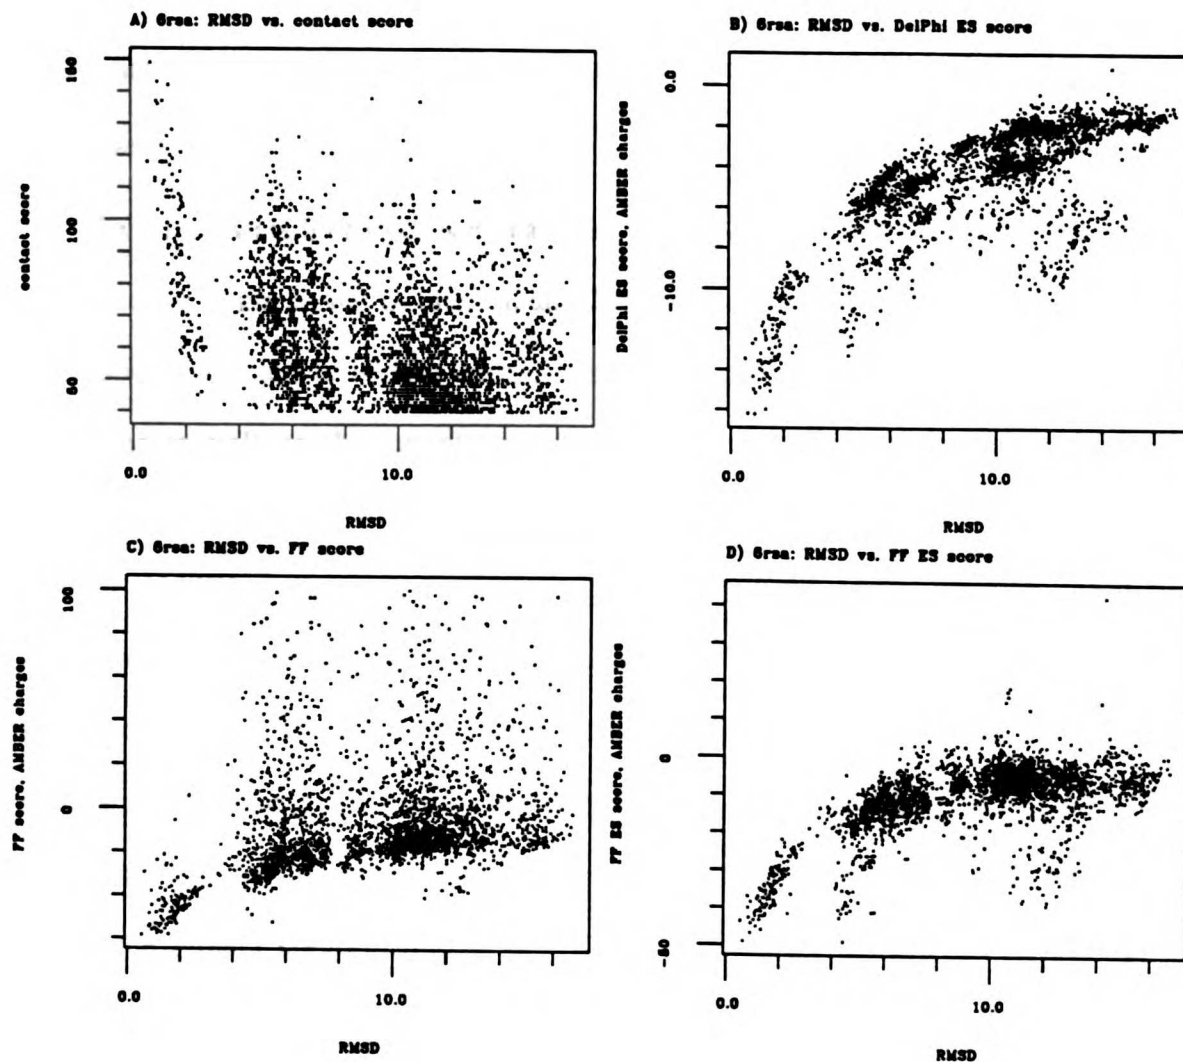 A) 6rsa: RMSD vs. contact score
150
100
50
contact score
0.0
10.0
RMSD
B) 6rsa: RMSD vs. DelPhi ES score
0.0
-10.0
DelPhi ES score, AMBER charges
0.0
10.0
RMSD
C) 6rsa: RMSD vs. FF score
100
0
FF score, AMBER charges
0.0
10.0
RMSD
D) 6rsa: RMSD vs. FF ES score
0
-50
FF ES score, AMBER charges
0.0
10.0
RMSD